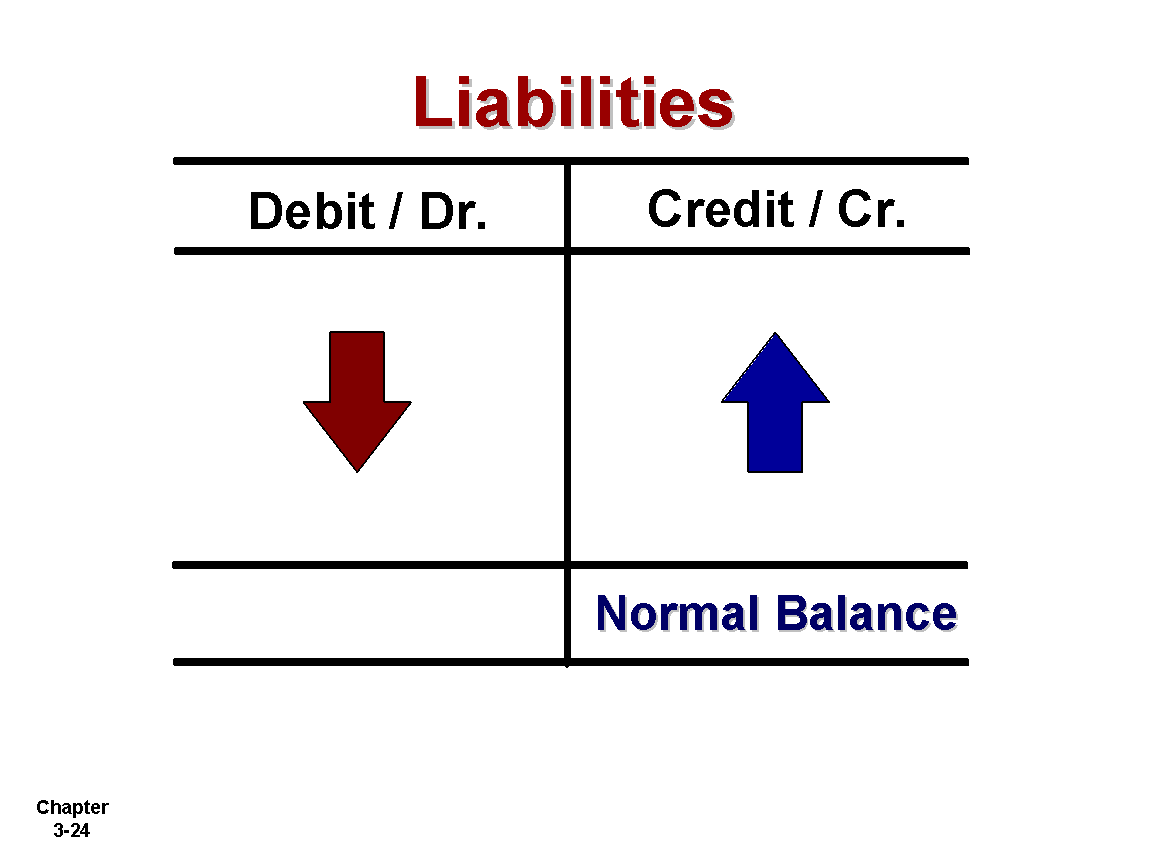 Liabilities
Debit / Dr.
Credit / Cr.
Normal Balance
Chapter
3-24